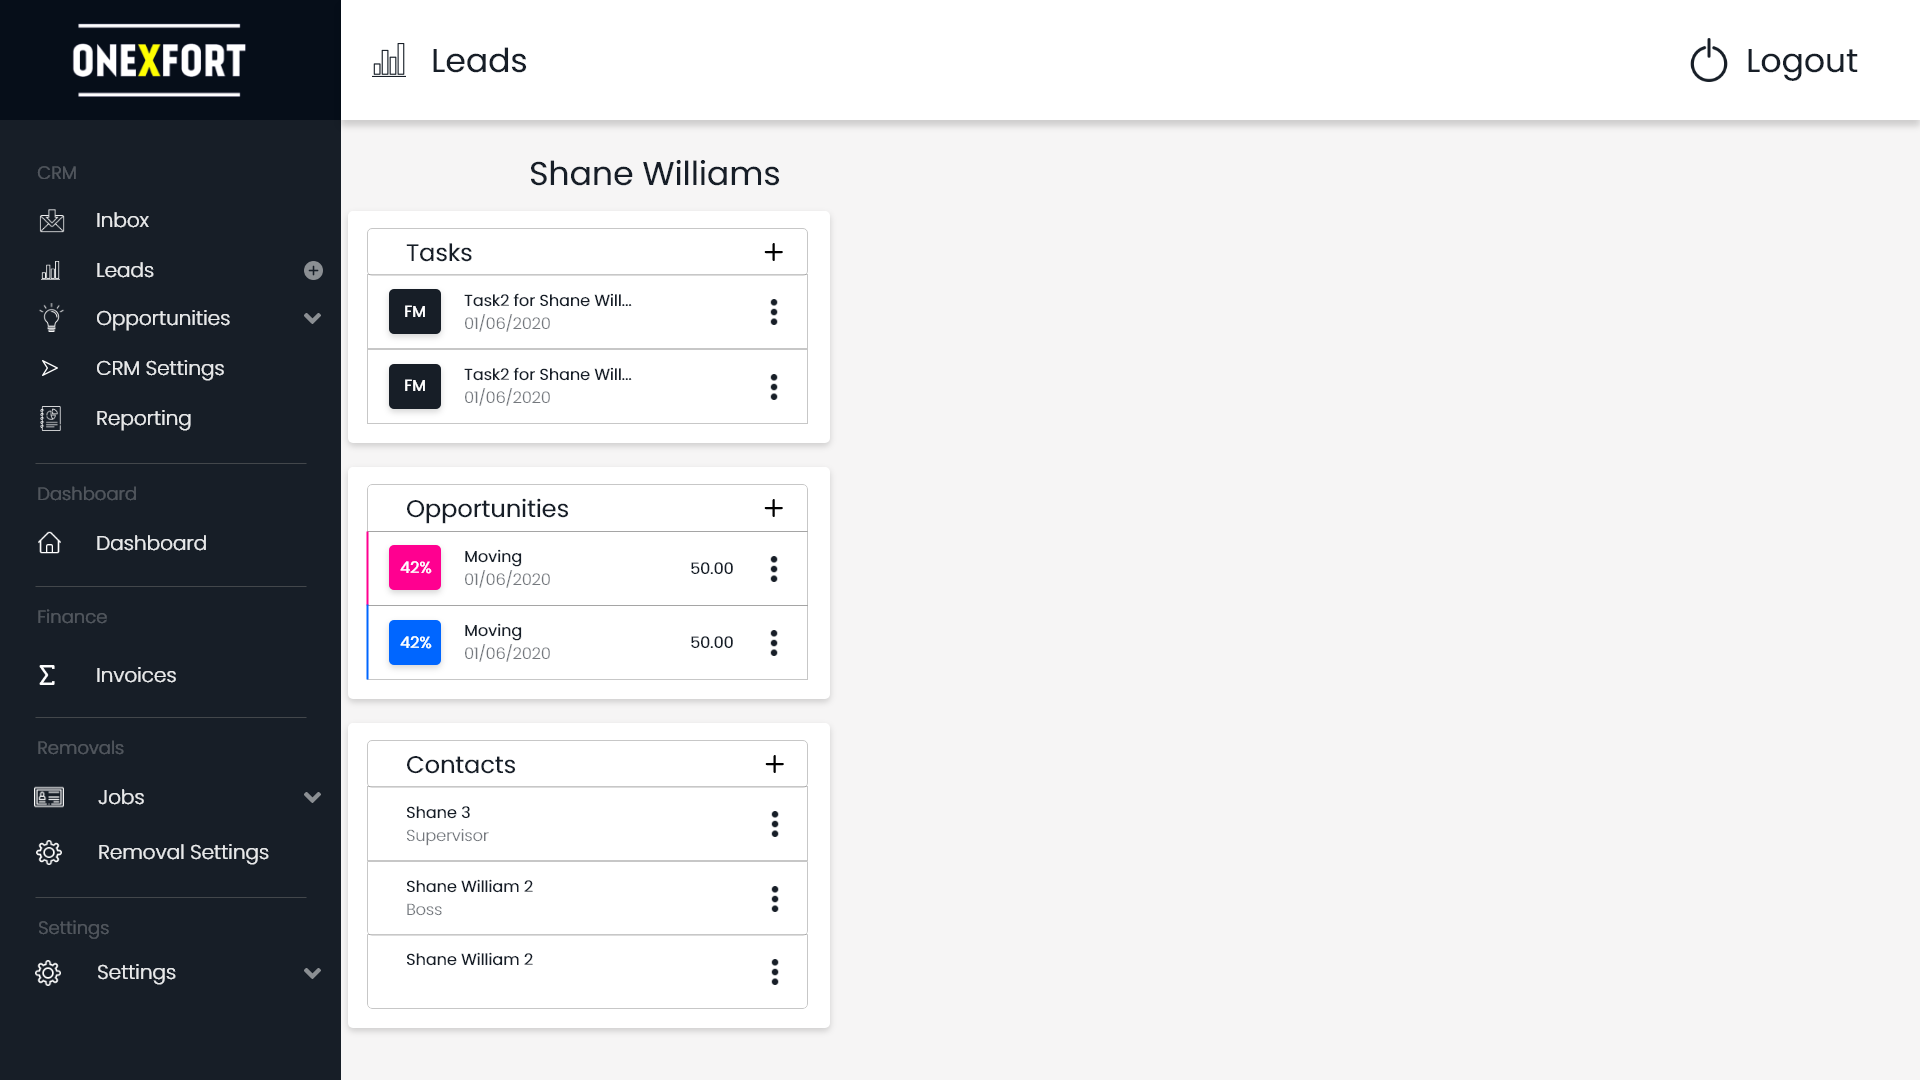 ONEXFORT
Leads
Logout
CRM
Inbox
Leads
Opportunities
CRM Settings
Reporting
Dashboard
Dashboard
Finance
Invoices
Removals
Jobs
Removal Settings
Settings
Settings
Shane Williams
Tasks
FM
Task2 for Shane Will...
01/06/2020
FM
Task2 for Shane Will...
01/06/2020
Opportunities
42%
Moving
01/06/2020
50.00
42%
Moving
01/06/2020
50.00
Contacts
Shane 3
Supervisor
Shane William 2
Boss
Shane William 2